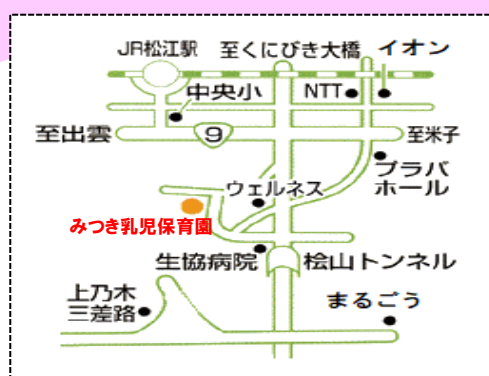 JR松江駅
至くにびき大橋
イオン
中央小
NTT
至出雲
9
至米子
プラバ
ホール
ウェルネス
みつき乳児保育園
生協病院
桧山トンネル
上乃木
三差路
まるごう